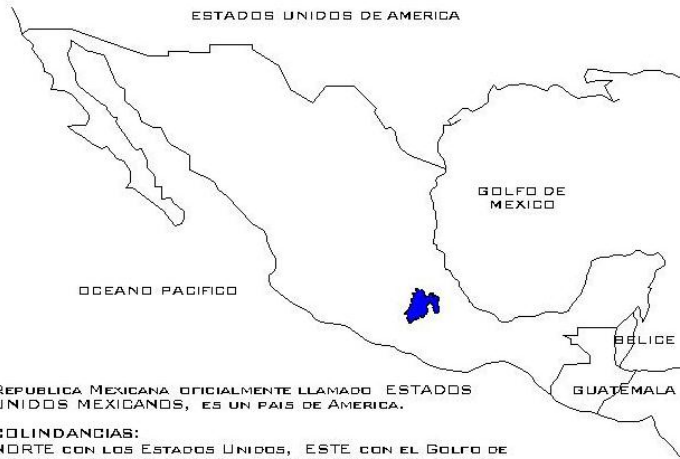 ESTADOS UNIDOS DE AMERICA
GOLFO DE
MEXICO
OCEANO PACIFICO
BELICE
GUATEMALA
REPUBLICA MEXICANA OFICIALMENTE LLAMADO ESTADOS
UNIDOS MEXICANOS, ES UN PAIS DE AMERICA.
COLINDANCIAS:
NORTE CON LOS ESTADOS UNIDOS, ESTE CON EL GOLFO DE